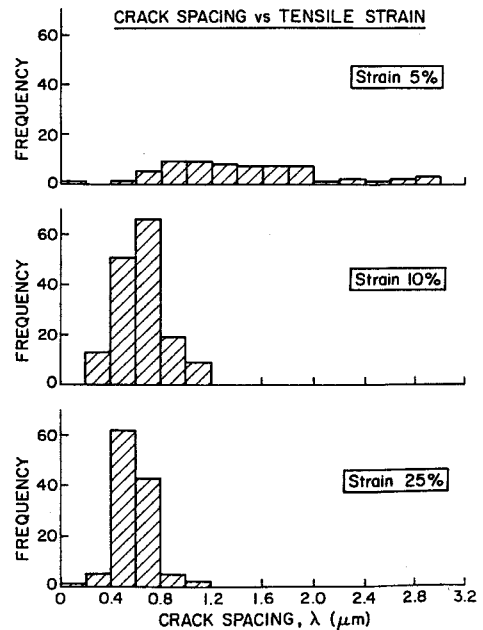 CRACK SPACING vs TENSILE STRAIN
60
40
20
0
FREQUENCY
Strain 5%
60
40
20
0
FREQUENCY
Strain 10%
60
40
20
0
FREQUENCY
Strain 25%
0 0.4 0.8 1.2 1.6 2.0 2.4 2.8 3.2
CRACK SPACING, λ (μm)